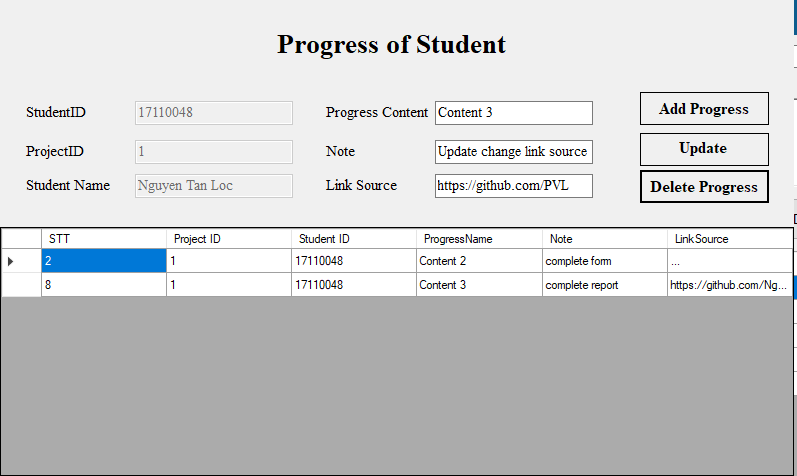 Progress of Student
StudentID 17110048 Progress Content Content 3 Add Progress
ProjectID 1 Note Update change link source Update
Student Name Nguyen Tan Loc Link Source https://github.com/PVL Delete Progress
STT Project ID Student ID ProgressName Note LinkSource
2 1 17110048 Content 2 complete form ...
8 1 17110048 Content 3 complete report https://github.com/Ng...